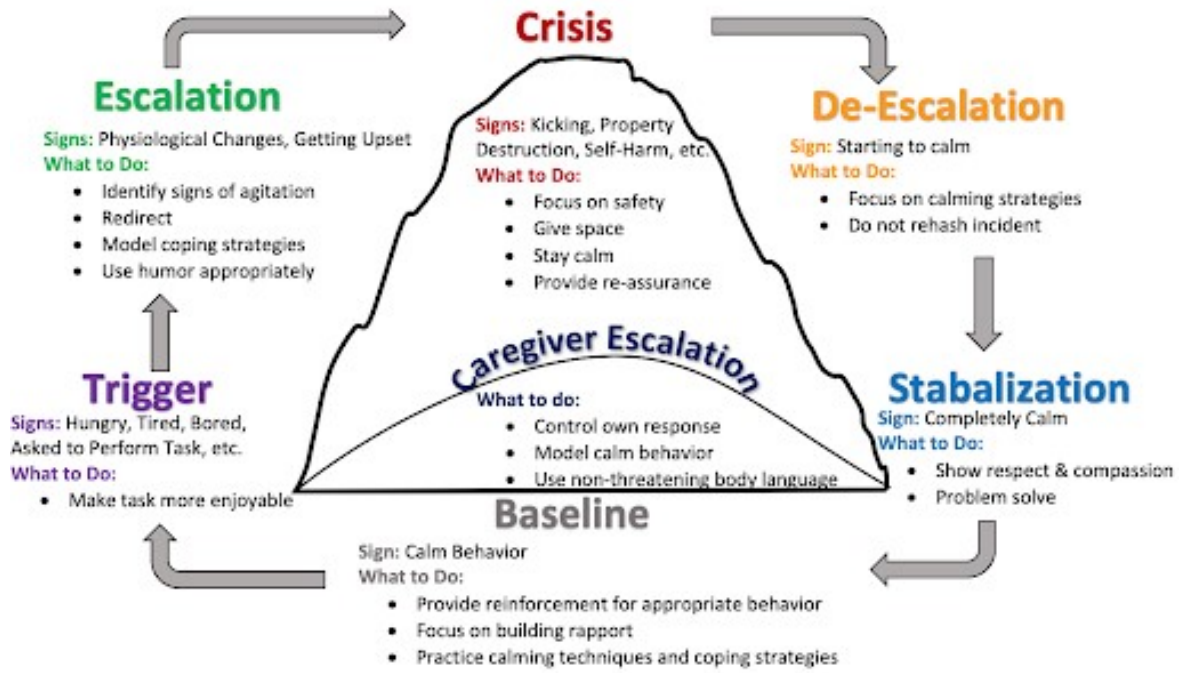 Crisis
Escalation
Signs: Physiological Changes, Getting Upset
What to Do:
• Identify signs of agitation
• Redirect
• Model coping strategies
• Use humor appropriately
Signs: Kicking, Property
Destruction, Self-Harm, etc.
What to Do:
• Focus on safety
• Give space
• Stay calm
• Provide re-assurance
De-Escalation
Sign: Starting to calm
What to Do:
• Focus on calming strategies
• Do not rehash incident
Trigger
Signs: Hungry, Tired, Bored,
Asked to Perform Task, etc.
What to Do:
• Make task more enjoyable
Caregiver Escalation
What to do:
• Control own response
• Model calm behavior
• Use non-threatening body language
Stabalization
Sign: Completely Calm
What to Do:
• Show respect & compassion
• Problem solve
Baseline
Sign: Calm Behavior
What to Do:
• Provide reinforcement for appropriate behavior
• Focus on building rapport
• Practice calming techniques and coping strategies